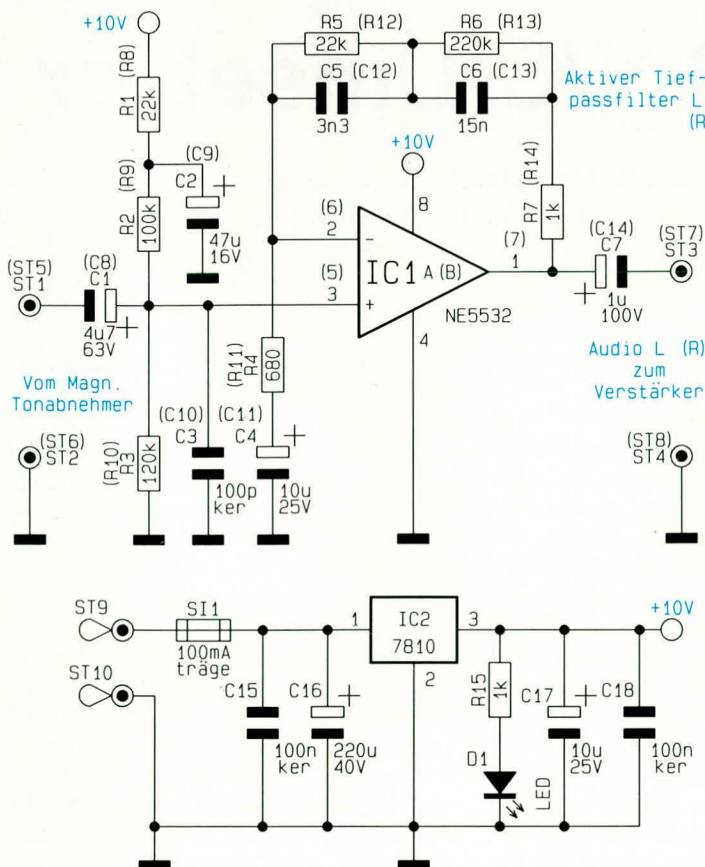 +10V
R5 (R12)
22k
R6 (R13)
220k
C5 (C12)
3n3
C6 (C13)
15n
Aktiver Tief-
passfilter L
(R
R1 (R8)
22k
R2 (R9)
100k
(C9)
C2
+
47u
16V
+10V
8
(6)
2
-
(5)
3
+
IC1 A (B)
(7)
1
4
NE5532
R7 (R14)
1k
(C14)
C7
+
1u
100V
(ST7)
ST3
(ST5)
ST1
(C8)
C1
+
4u7
63V
Vom Magn.
Tonabnehmer
(ST6)
ST2
R3 (R10)
120k
(C10)
C3
100p
ker
R4 (R11)
680
(C11)
C4
+
10u
25V
Audio L (R)
zum
Verstärker
(ST8)
ST4
ST9
ST10
SI1
100mA
träge
C15
100n
ker
C16
+
220u
40V
1
IC2
7810
3
2
R15
1k
D1
LED
C17
+
10u
25V
C18
100n
ker
+10V